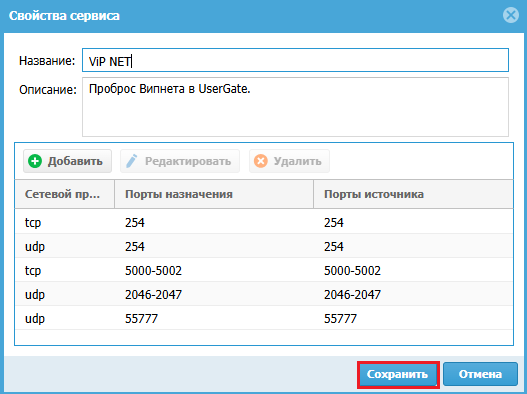 Свойства сервиса
Название: ViP NET
Описание: Проброс Випнета в UserGate.
Добавить Редактировать Удалить
Сетевой пр... Порты назначения Порты источника
tcp 254 254
udp 254 254
tcp 5000-5002 5000-5002
udp 2046-2047 2046-2047
udp 55777 55777
Сохранить Отмена